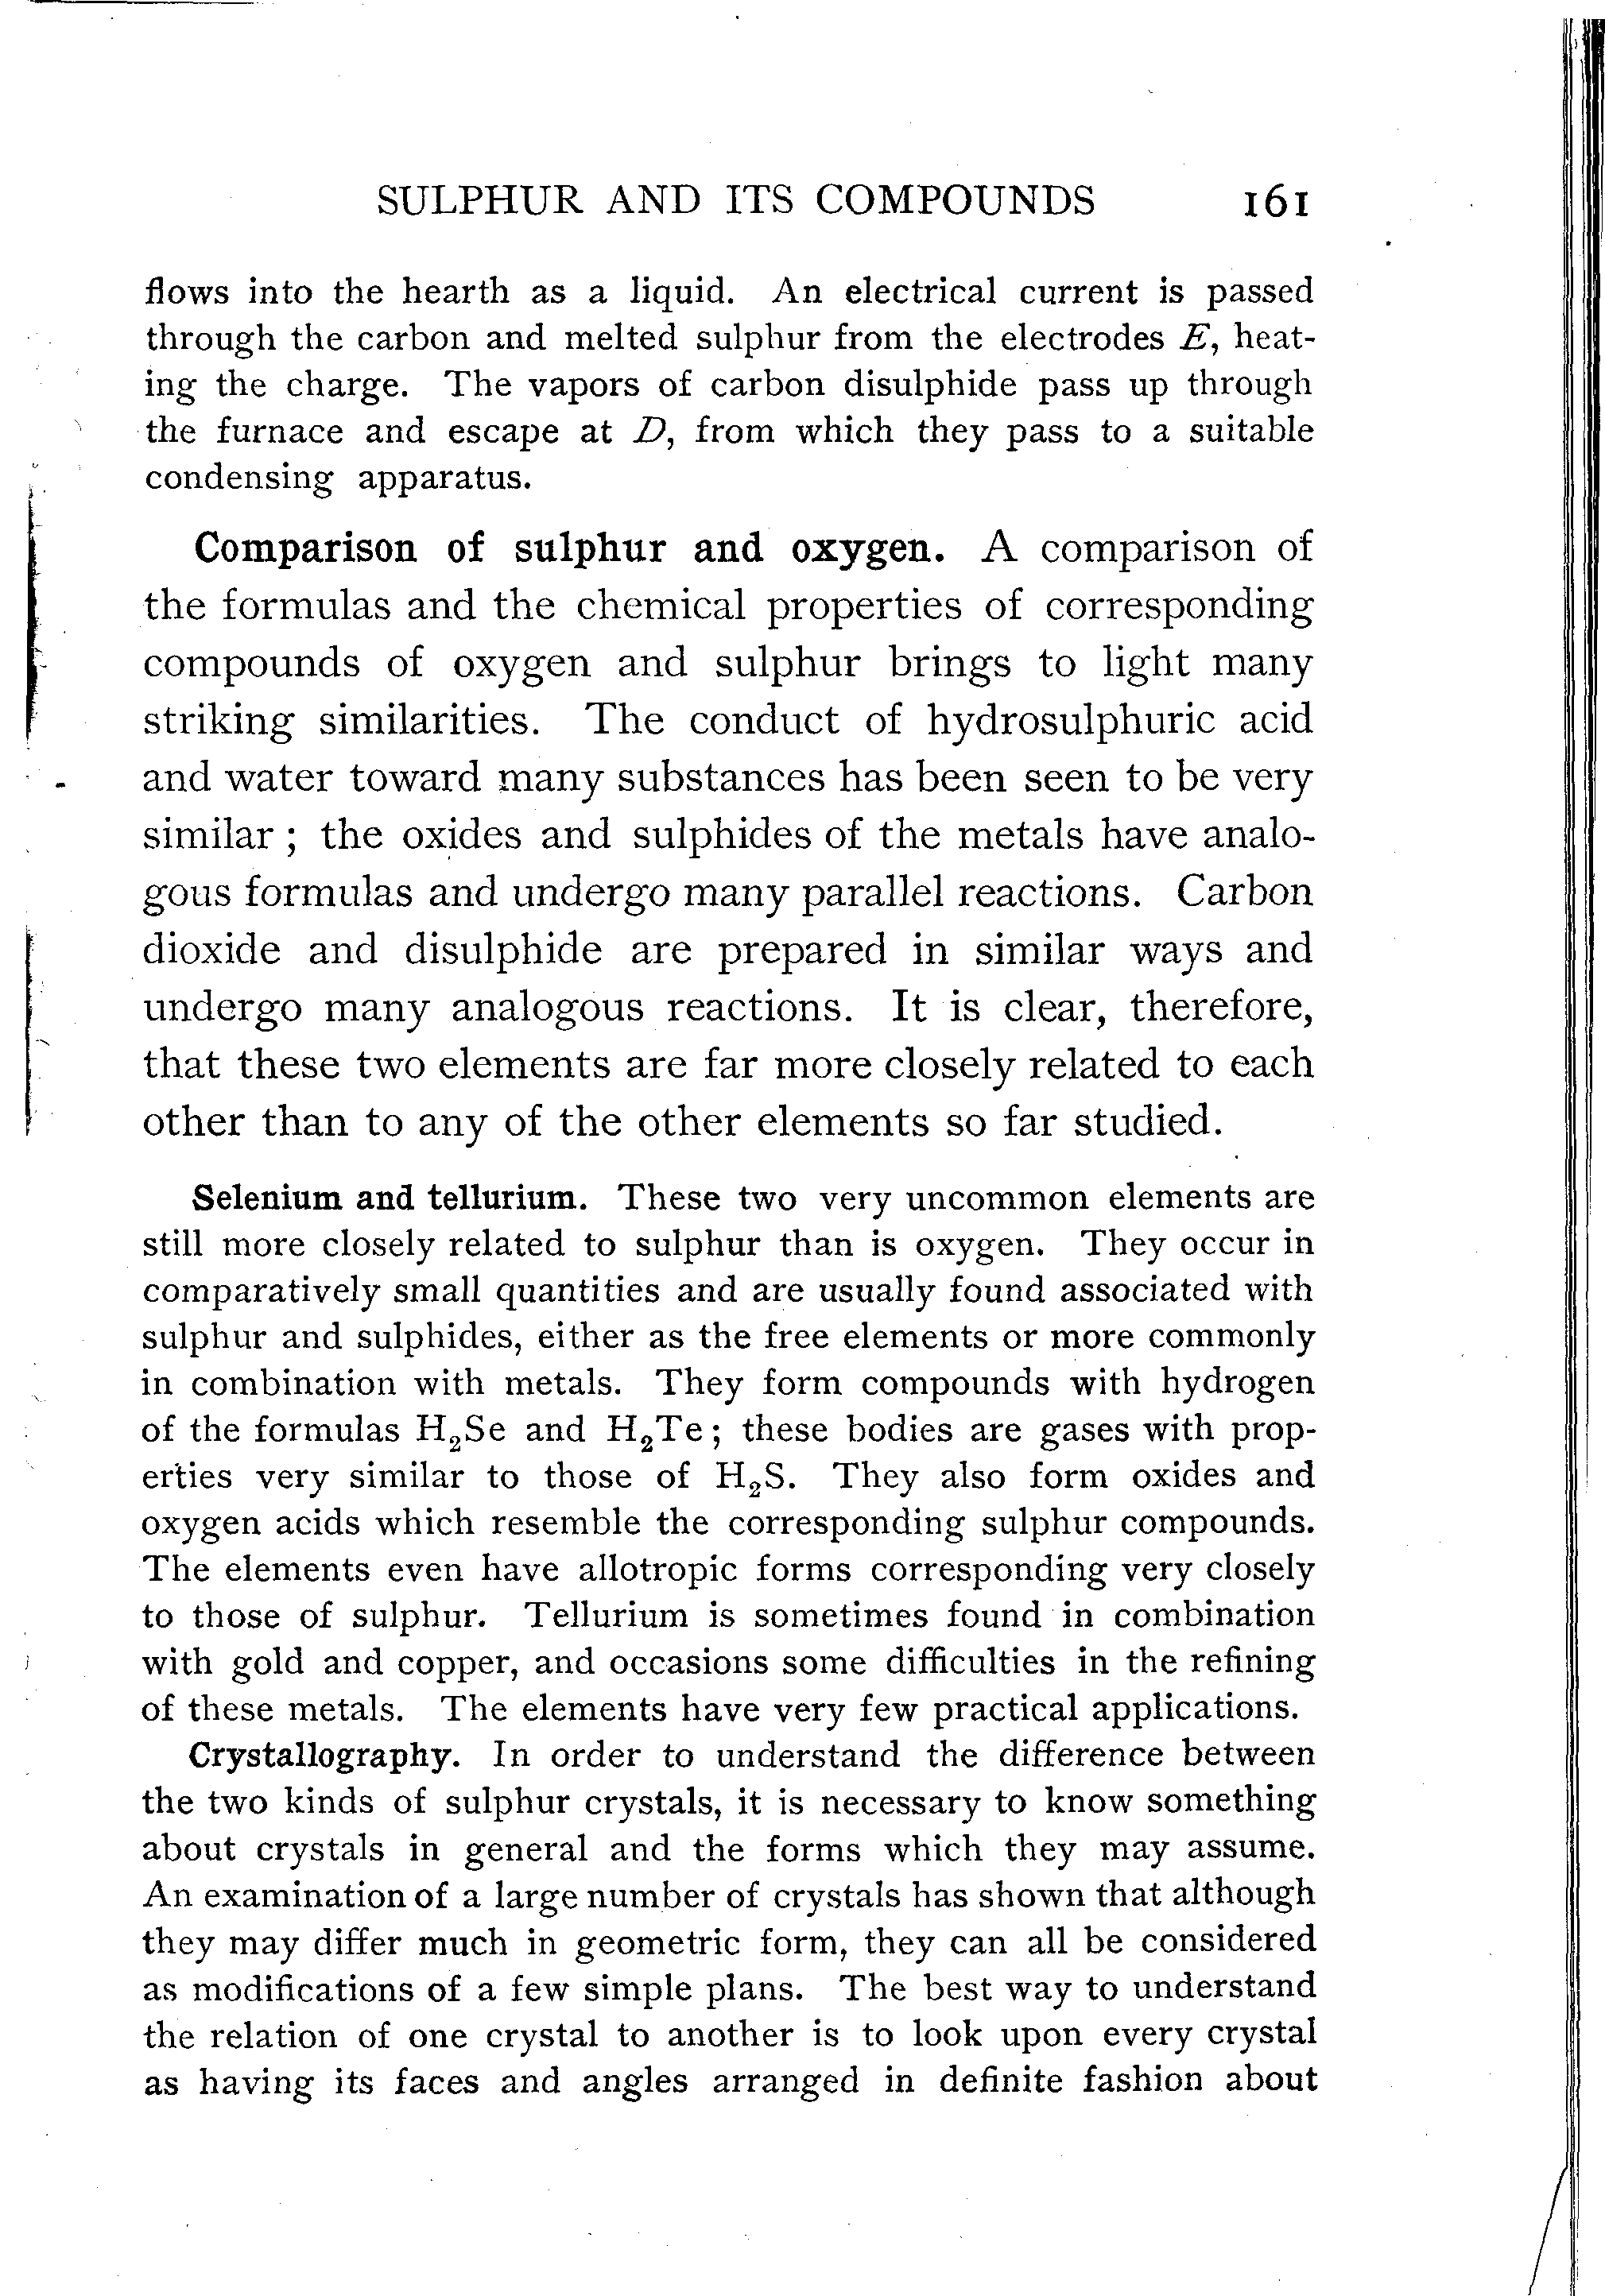 SULPHUR AND ITS COMPOUNDS 161
flows into the hearth as a liquid. An electrical current is passed
through the carbon and melted sulphur from the electrodes E, heat-
ing the charge. The vapors of carbon disulphide pass up through
the furnace and escape at D, from which they pass to a suitable
condensing apparatus.
Comparison of sulphur and oxygen. A comparison of
the formulas and the chemical properties of corresponding
compounds of oxygen and sulphur brings to light many
striking similarities. The conduct of hydrosulphuric acid
and water toward many substances has been seen to be very
similar; the oxides and sulphides of the metals have analo-
gous formulas and undergo many parallel reactions. Carbon
dioxide and disulphide are prepared in similar ways and
undergo many analogous reactions. It is clear, therefore,
that these two elements are far more closely related to each
other than to any of the other elements so far studied.
Selenium and tellurium. These two very uncommon elements are
still more closely related to sulphur than is oxygen. They occur in
comparatively small quantities and are usually found associated with
sulphur and sulphides, either as the free elements or more commonly
in combination with metals. They form compounds with hydrogen
of the formulas H₂Se and H₂Te; these bodies are gases with prop-
erties very similar to those of H₂S. They also form oxides and
oxygen acids which resemble the corresponding sulphur compounds.
The elements even have allotropic forms corresponding very closely
to those of sulphur. Tellurium is sometimes found in combination
with gold and copper, and occasions some difficulties in the refining
of these metals. The elements have very few practical applications.
Crystallography. In order to understand the difference between
the two kinds of sulphur crystals, it is necessary to know something
about crystals in general and the forms which they may assume.
An examination of a large number of crystals has shown that although
they may differ much in geometric form, they can all be considered
as modifications of a few simple plans. The best way to understand
the relation of one crystal to another is to look upon every crystal
as having its faces and angles arranged in definite fashion about